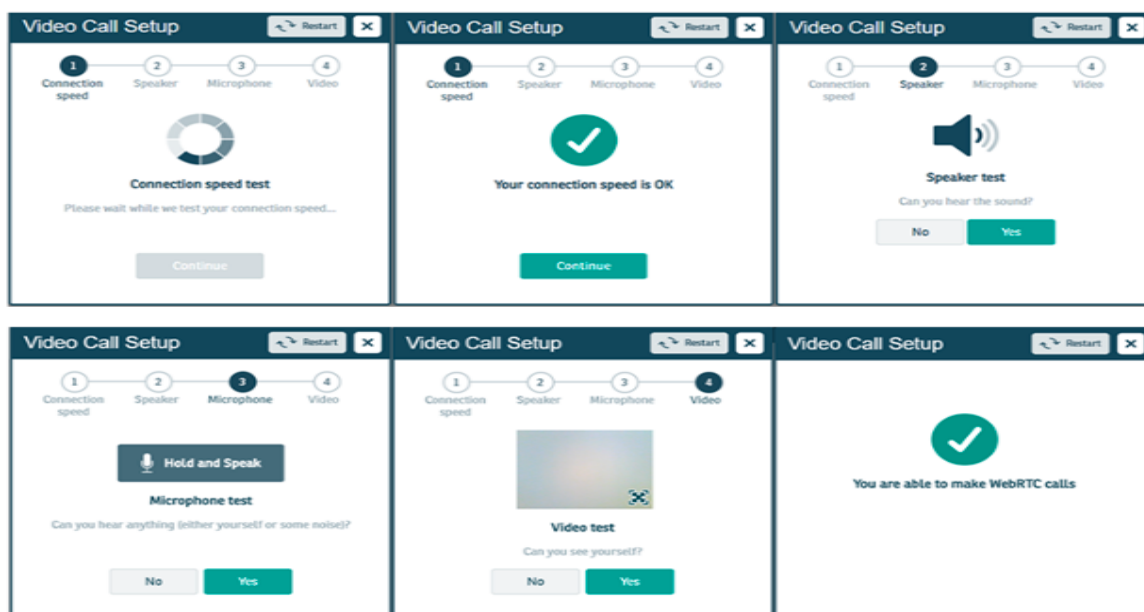 Video Call Setup
Restart
1
2
3
4
Connection speed
Speaker
Microphone
Video
Connection speed test
Please wait while we test your connection speed...
Continue
Video Call Setup
Restart
1
2
3
4
Connection speed
Speaker
Microphone
Video
Your connection speed is OK
Continue
Video Call Setup
Restart
1
2
3
4
Connection speed
Speaker
Microphone
Video
Speaker test
Can you hear the sound?
No
Yes
Video Call Setup
Restart
1
2
3
4
Connection speed
Speaker
Microphone
Video
Hold and Speak
Microphone test
Can you hear anything (either yourself or some noise)?
No
Yes
Video Call Setup
Restart
1
2
3
4
Connection speed
Speaker
Microphone
Video
Video test
Can you see yourself?
No
Yes
Video Call Setup
Restart
You are able to make WebRTC calls